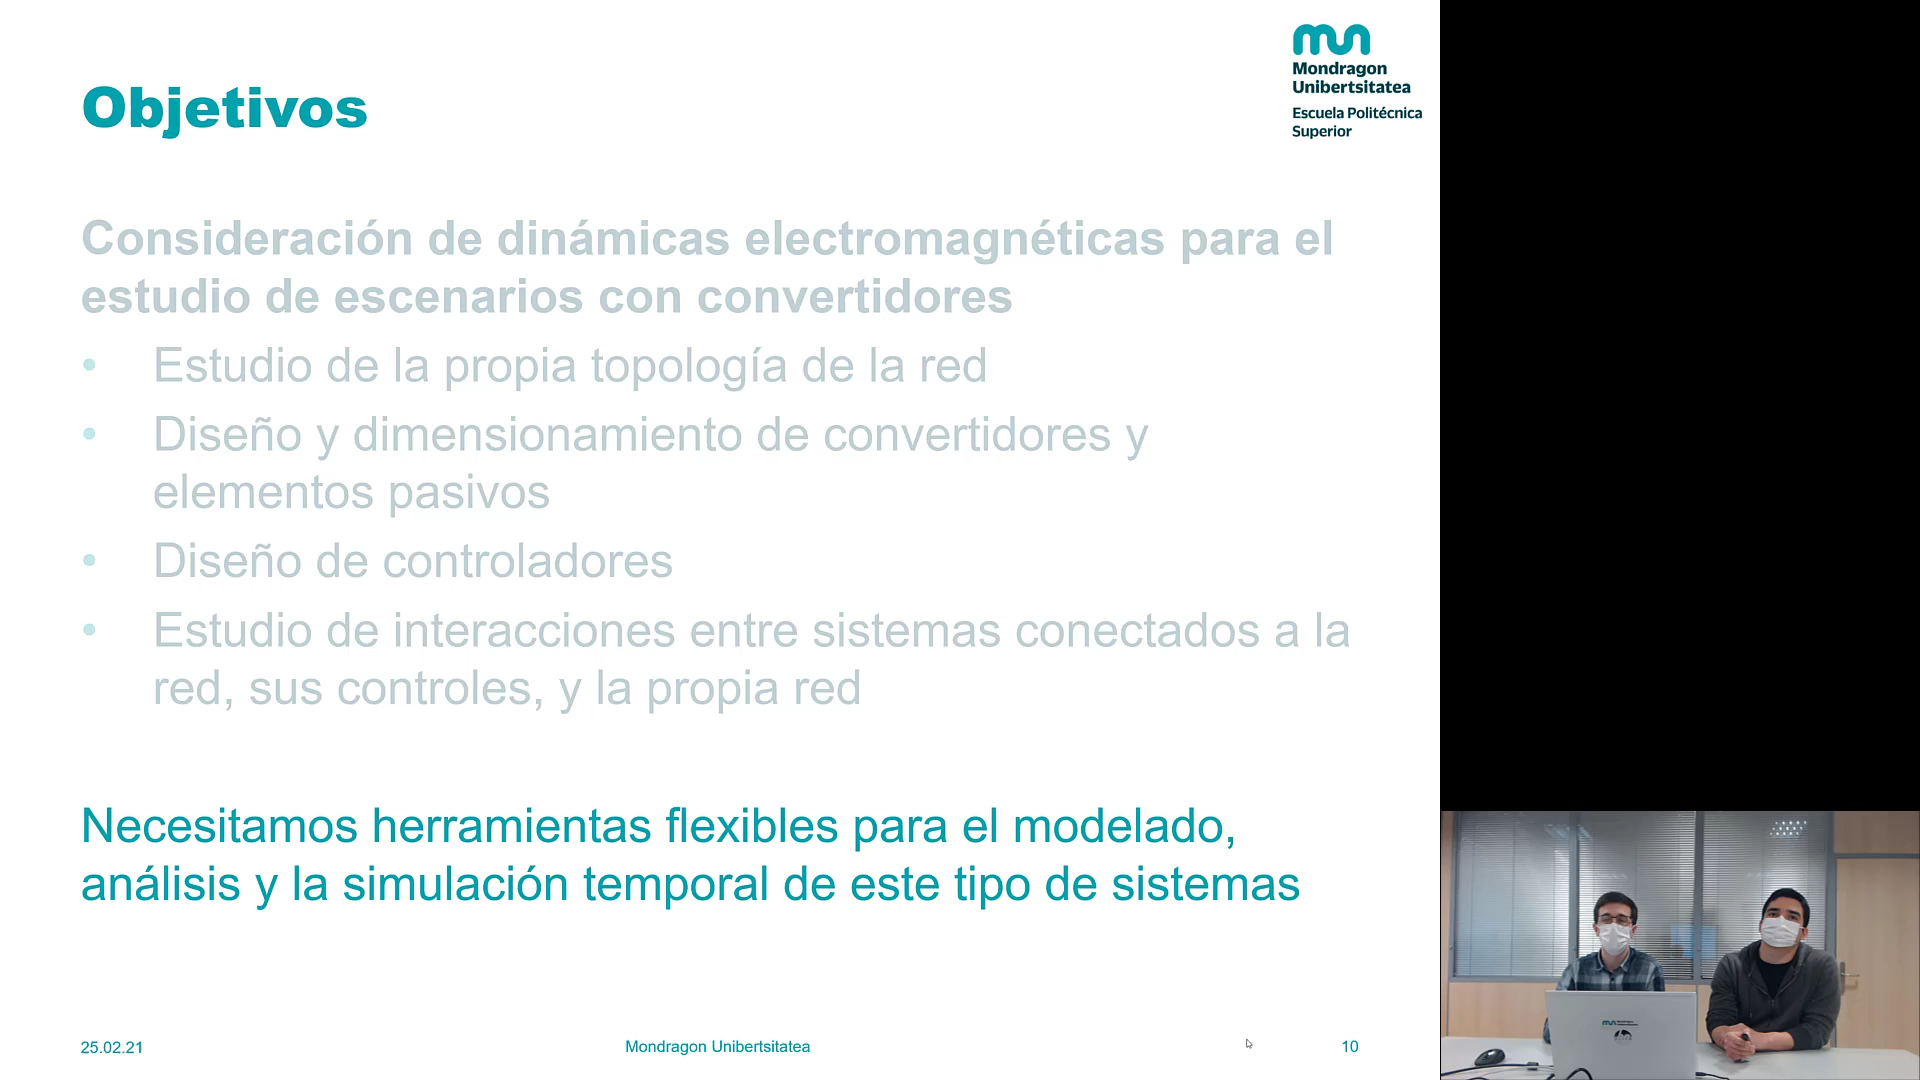 Mondragon
Unibertsitatea
Escuela Politécnica
Superior
Objetivos
Consideración de dinámicas electromagnéticas para el
estudio de escenarios con convertidores
• Estudio de la propia topología de la red
• Diseño y dimensionamiento de convertidores y
elementos pasivos
• Diseño de controladores
• Estudio de interacciones entre sistemas conectados a la
red, sus controles, y la propia red
Necesitamos herramientas flexibles para el modelado,
análisis y la simulación temporal de este tipo de sistemas
25.02.21
Mondragon Unibertsitatea
10